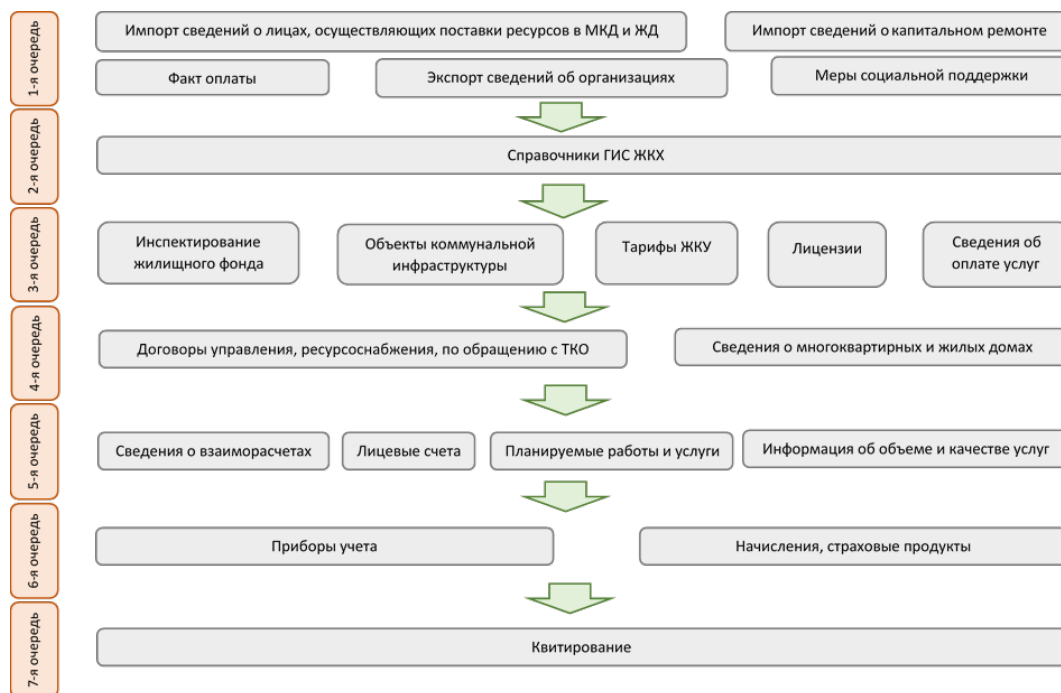 1-я очередь
Импорт сведений о лицах, осуществляющих поставки ресурсов в МКД и ЖД
Импорт сведений о капитальном ремонте
Факт оплаты
Экспорт сведений об организациях
Меры социальной поддержки
2-я очередь
Справочники ГИС ЖКХ
3-я очередь
Инспектирование
жилищного фонда
Объекты коммунальной
инфраструктуры
Тарифы ЖКУ
Лицензии
Сведения об
оплате услуг
4-я очередь
Договоры управления, ресурсоснабжения, по обращению с ТКО
Сведения о многоквартирных и жилых домах
5-я очередь
Сведения о взаиморасчетах
Лицевые счета
Планируемые работы и услуги
Информация об объеме и качестве услуг
6-я очередь
Приборы учета
Начисления, страховые продукты
7-я очередь
Квитирование